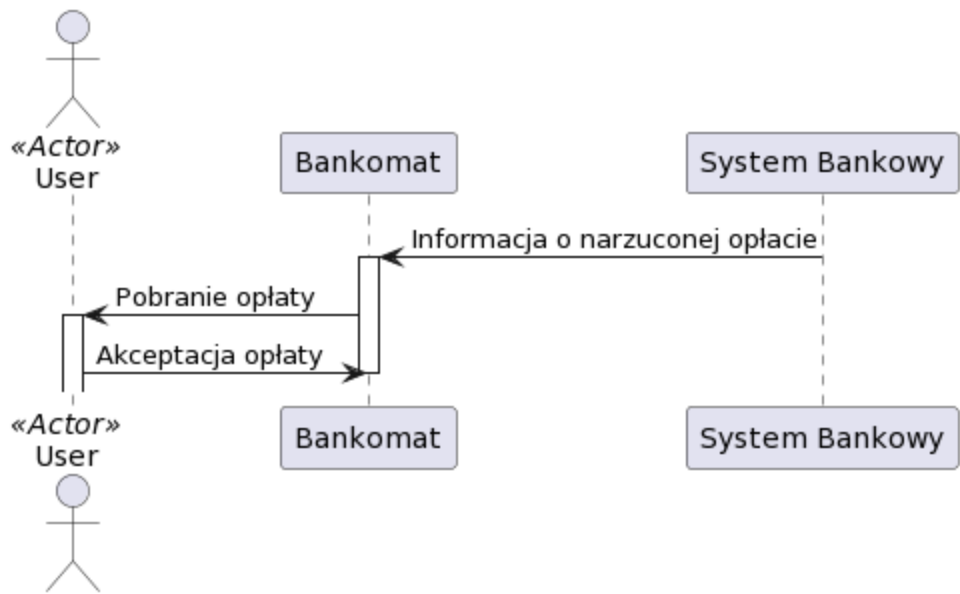 «Actor»
User
Bankomat
System Bankowy
Informacja o narzuconej opłacie
Pobranie opłaty
Akceptacja opłaty
«Actor»
User
Bankomat
System Bankowy